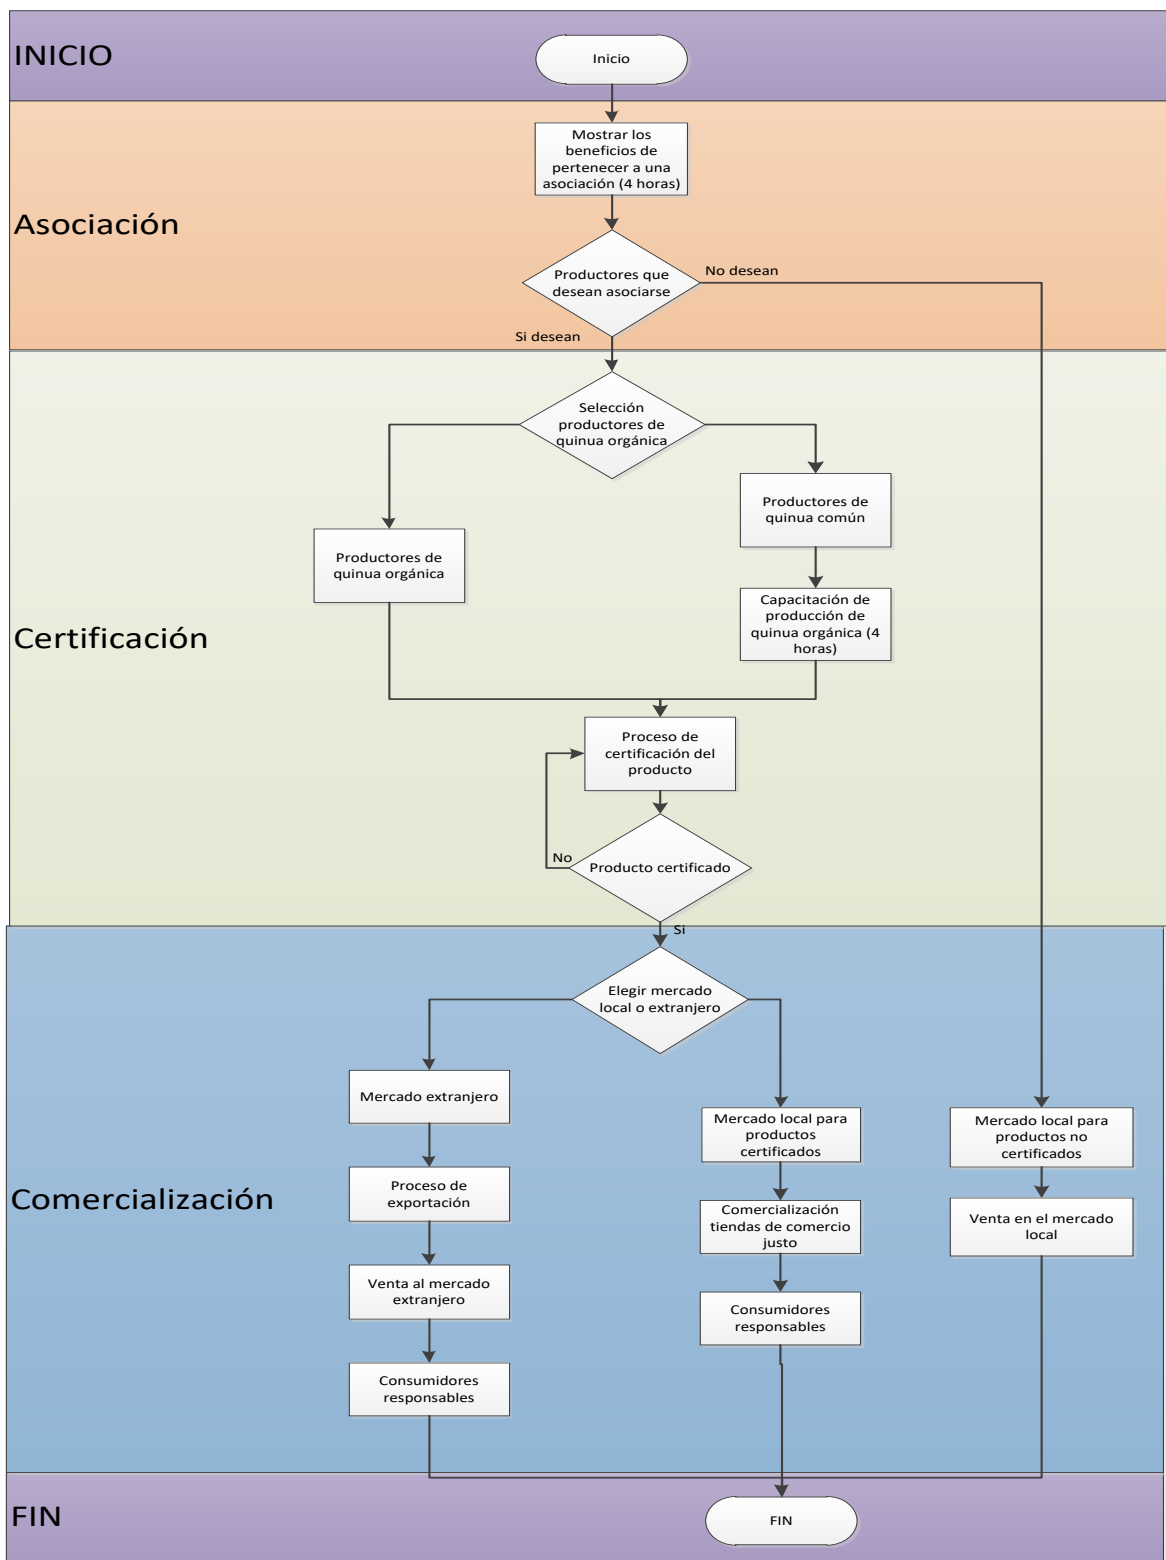 INICIO
Inicio
Asociación
Mostrar los
beneficios de
pertenecer a una
asociación (4 horas)
Productores que
desean asociarse
No desean
Si desean
Certificación
Selección
productores de
quinua orgánica
Productores de
quinua orgánica
Productores de
quinua común
Capacitación de
producción de
quinua orgánica (4
horas)
Proceso de
certificación del
producto
No
Producto certificado
Si
Comercialización
Elegir mercado
local o extranjero
Mercado extranjero
Proceso de
exportación
Venta al mercado
extranjero
Consumidores
responsables
Mercado local para
productos
certificados
Comercialización
tiendas de comercio
justo
Consumidores
responsables
Mercado local para
productos no
certificados
Venta en el mercado
local
FIN
FIN